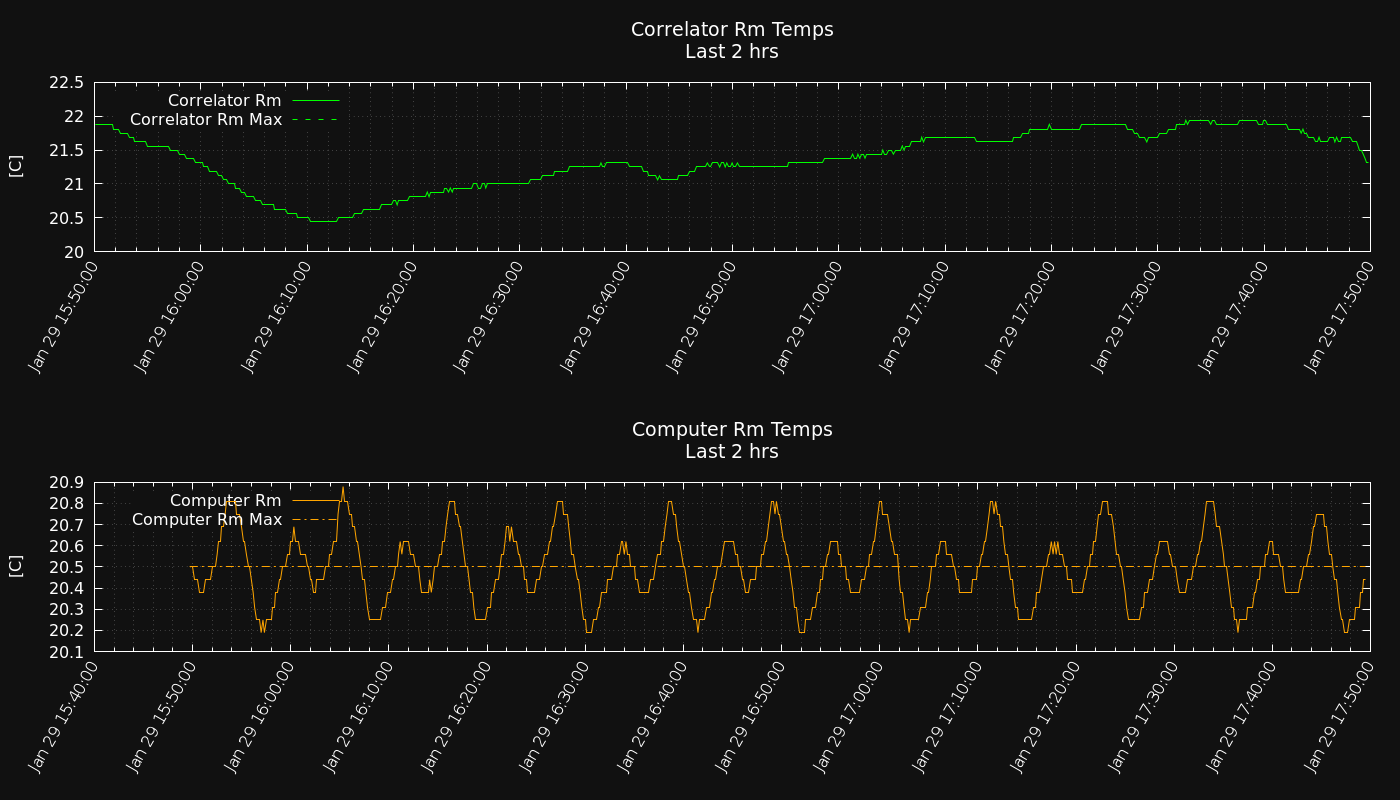 Correlator Rm Temps
Last 2 hrs
22.5
22
21.5
21
20.5
20
[C]
Correlator Rm
Correlator Rm Max
Jan 29 15:50:00
Jan 29 16:00:00
Jan 29 16:10:00
Jan 29 16:20:00
Jan 29 16:30:00
Jan 29 16:40:00
Jan 29 16:50:00
Jan 29 17:00:00
Jan 29 17:10:00
Jan 29 17:20:00
Jan 29 17:30:00
Jan 29 17:40:00
Jan 29 17:50:00
Computer Rm Temps
Last 2 hrs
20.9
20.8
20.7
20.6
20.5
20.4
20.3
20.2
20.1
[C]
Computer Rm
Computer Rm Max
Jan 29 15:40:00
Jan 29 15:50:00
Jan 29 16:00:00
Jan 29 16:10:00
Jan 29 16:20:00
Jan 29 16:30:00
Jan 29 16:40:00
Jan 29 16:50:00
Jan 29 17:00:00
Jan 29 17:10:00
Jan 29 17:20:00
Jan 29 17:30:00
Jan 29 17:40:00
Jan 29 17:50:00